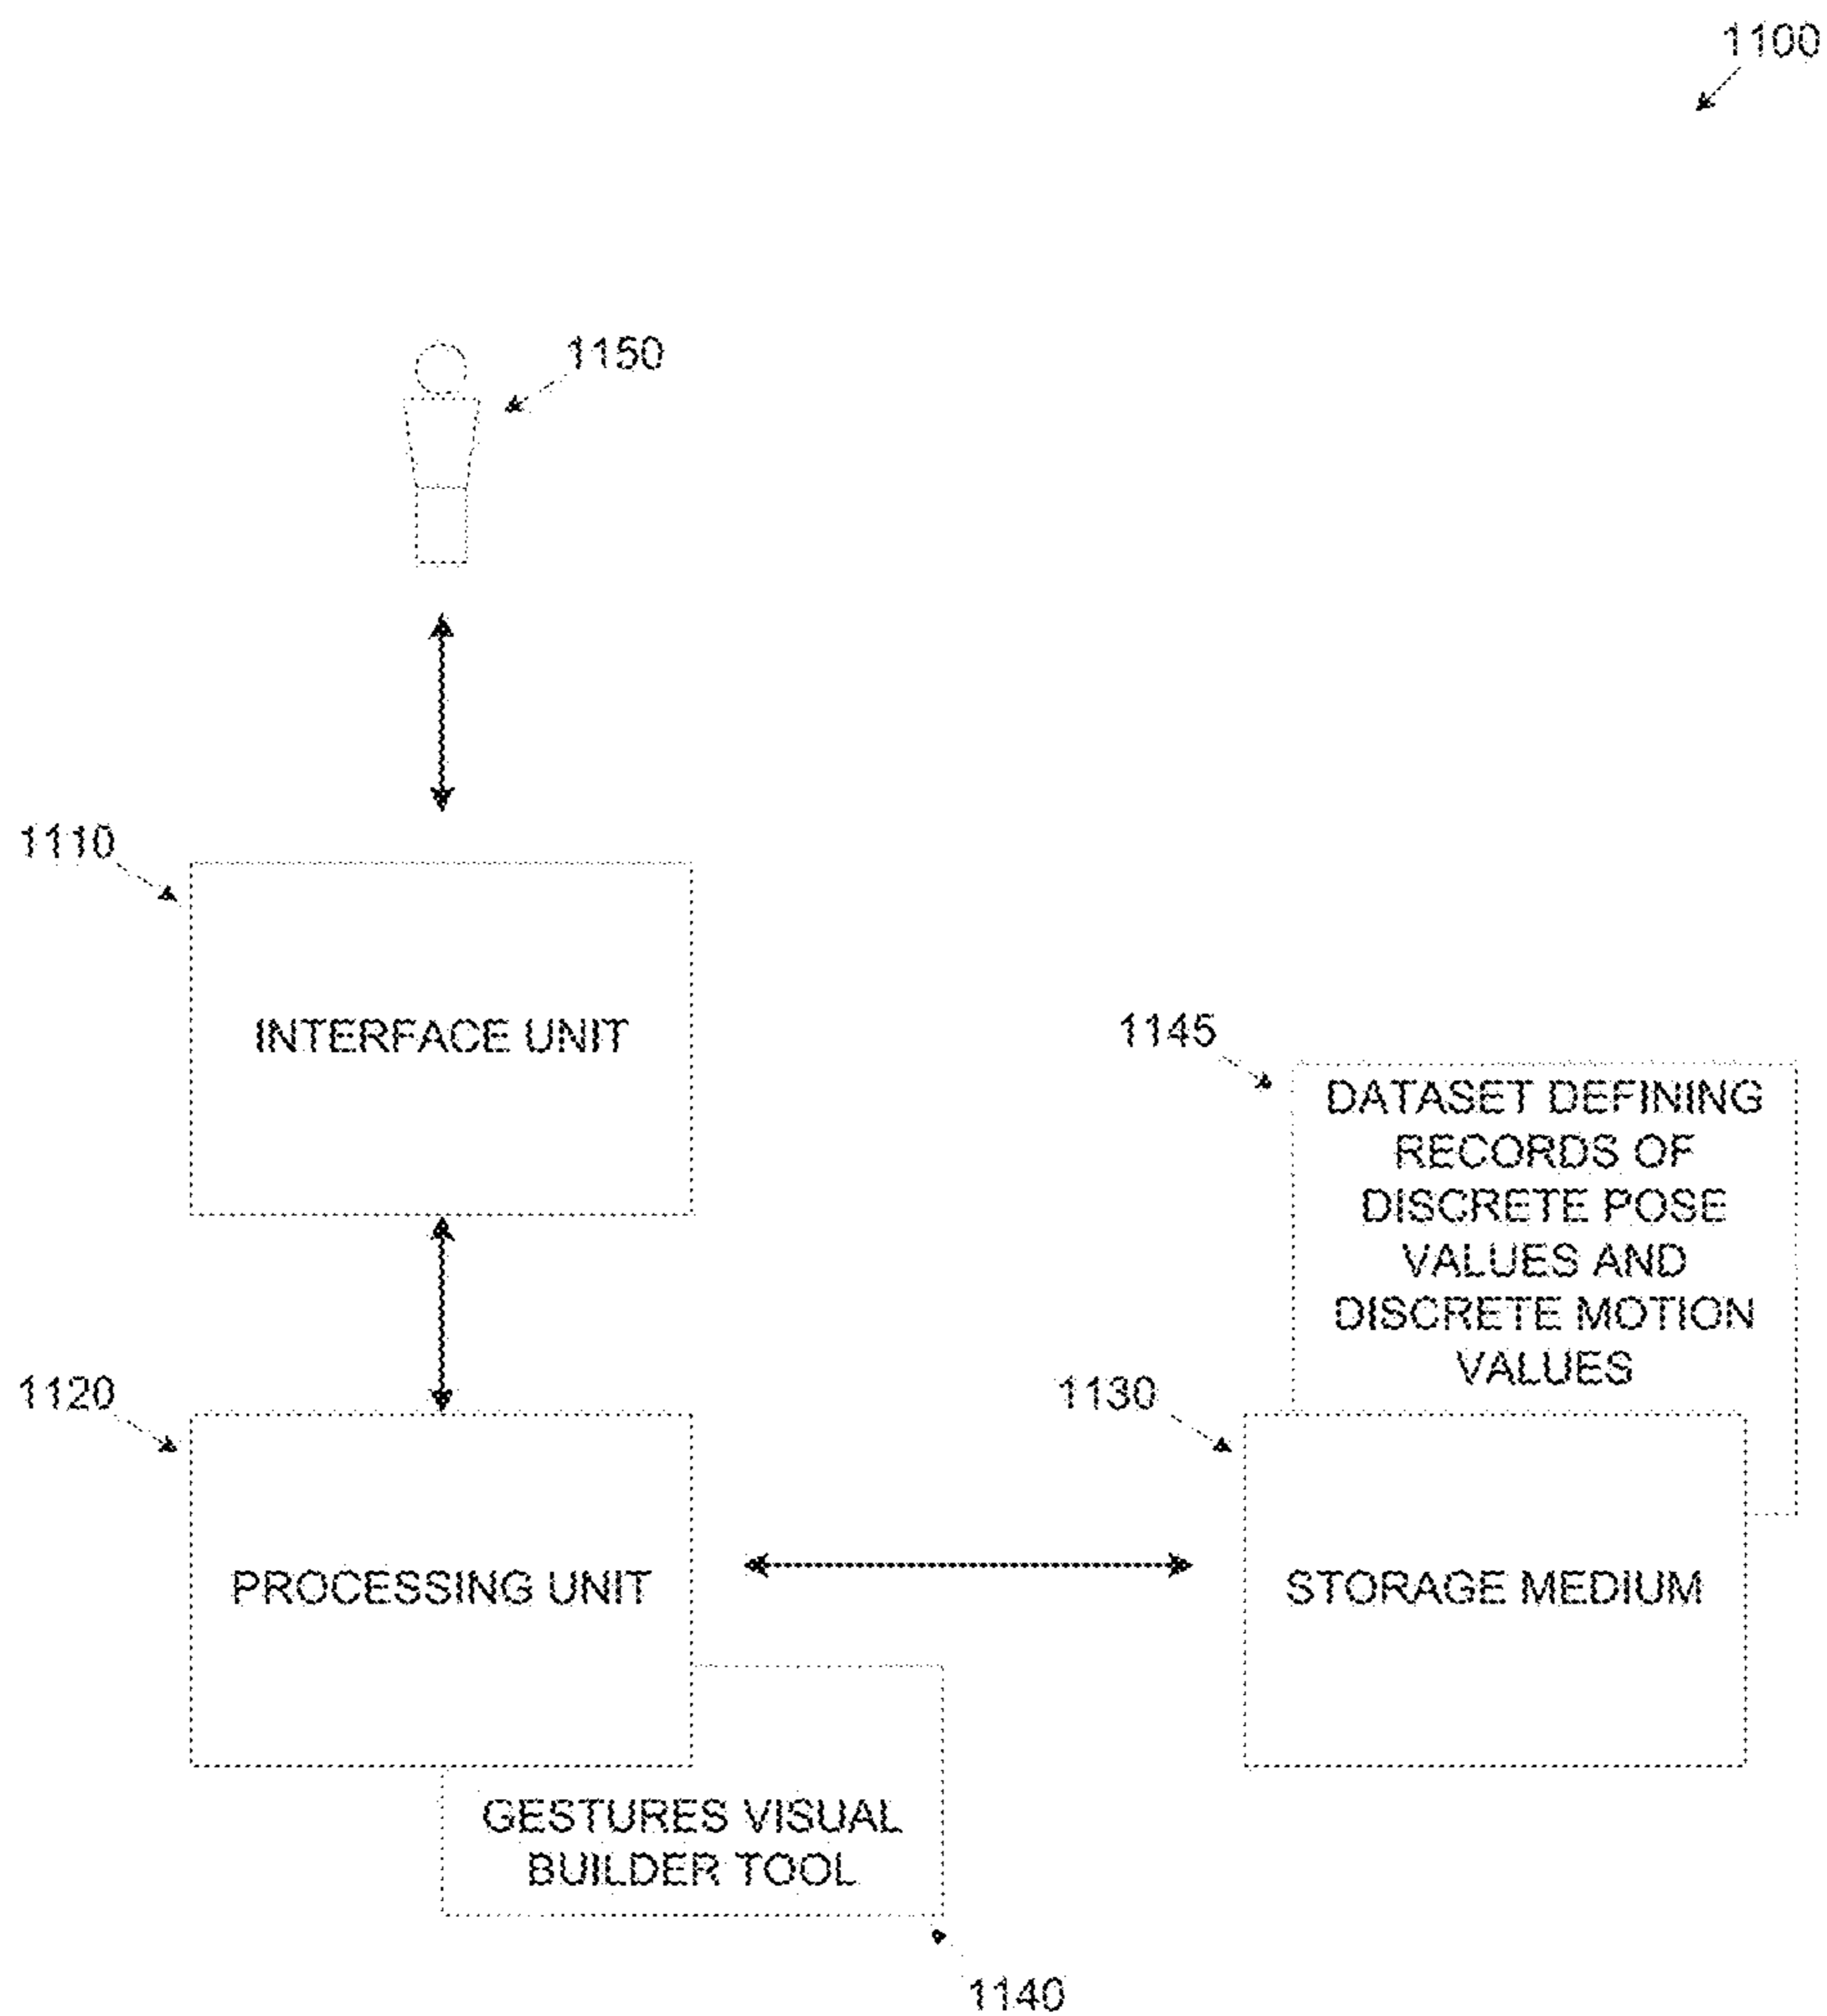 1100
1150
1110
INTERFACE UNIT
1145
DATASET DEFINING
RECORDS OF
DISCRETE POSE
VALUES AND
DISCRETE MOTION
VALUES
1120
1130
PROCESSING UNIT
STORAGE MEDIUM
GESTURES VISUAL
BUILDER TOOL
1140